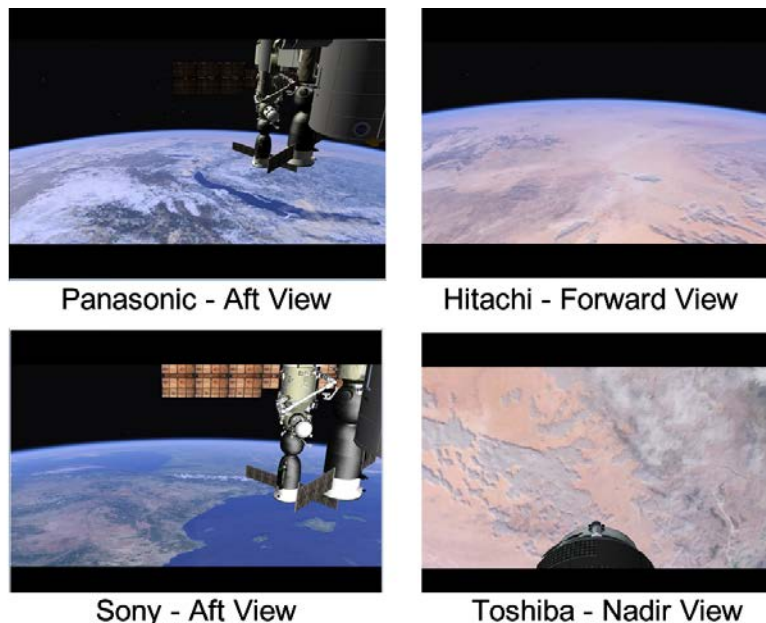 Panasonic - Aft View
Hitachi - Forward View
Sony - Aft View
Toshiba - Nadir View